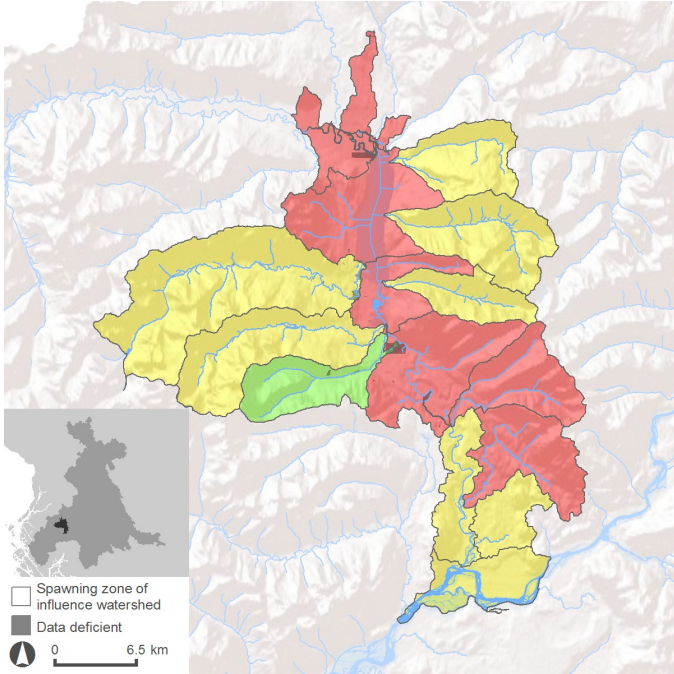 Spawning zone of
influence watershed
Data deficient
0 6.5 km